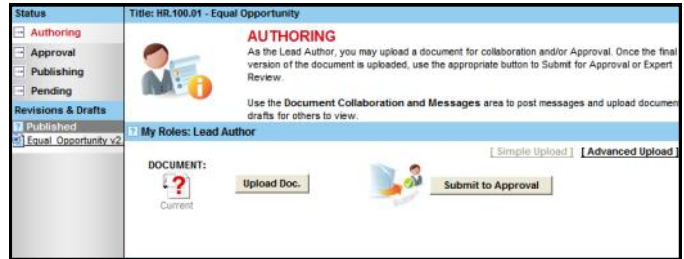 Status
Title: HR.100.01 - Equal Opportunity
Authoring
Approval
Publishing
Pending
Revisions & Drafts
Published
Equal Opportunity v2
AUTHORING
As the Lead Author, you may upload a document for collaboration and/or Approval. Once the final
version of the document is uploaded, use the appropriate button to Submit for Approval or Expert
Review.
Use the Document Collaboration and Messages area to post messages and upload documen
drafts for others to view.
My Roles: Lead Author
[ Simple Upload ] [ Advanced Upload ]
DOCUMENT:
Current
Upload Doc.
Submit to Approval